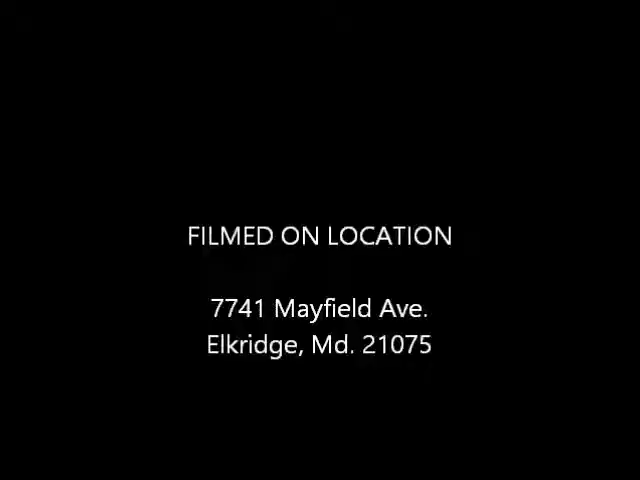 FILMED ON LOCATION
7741 Mayfield Ave.
Elkridge, Md. 21075